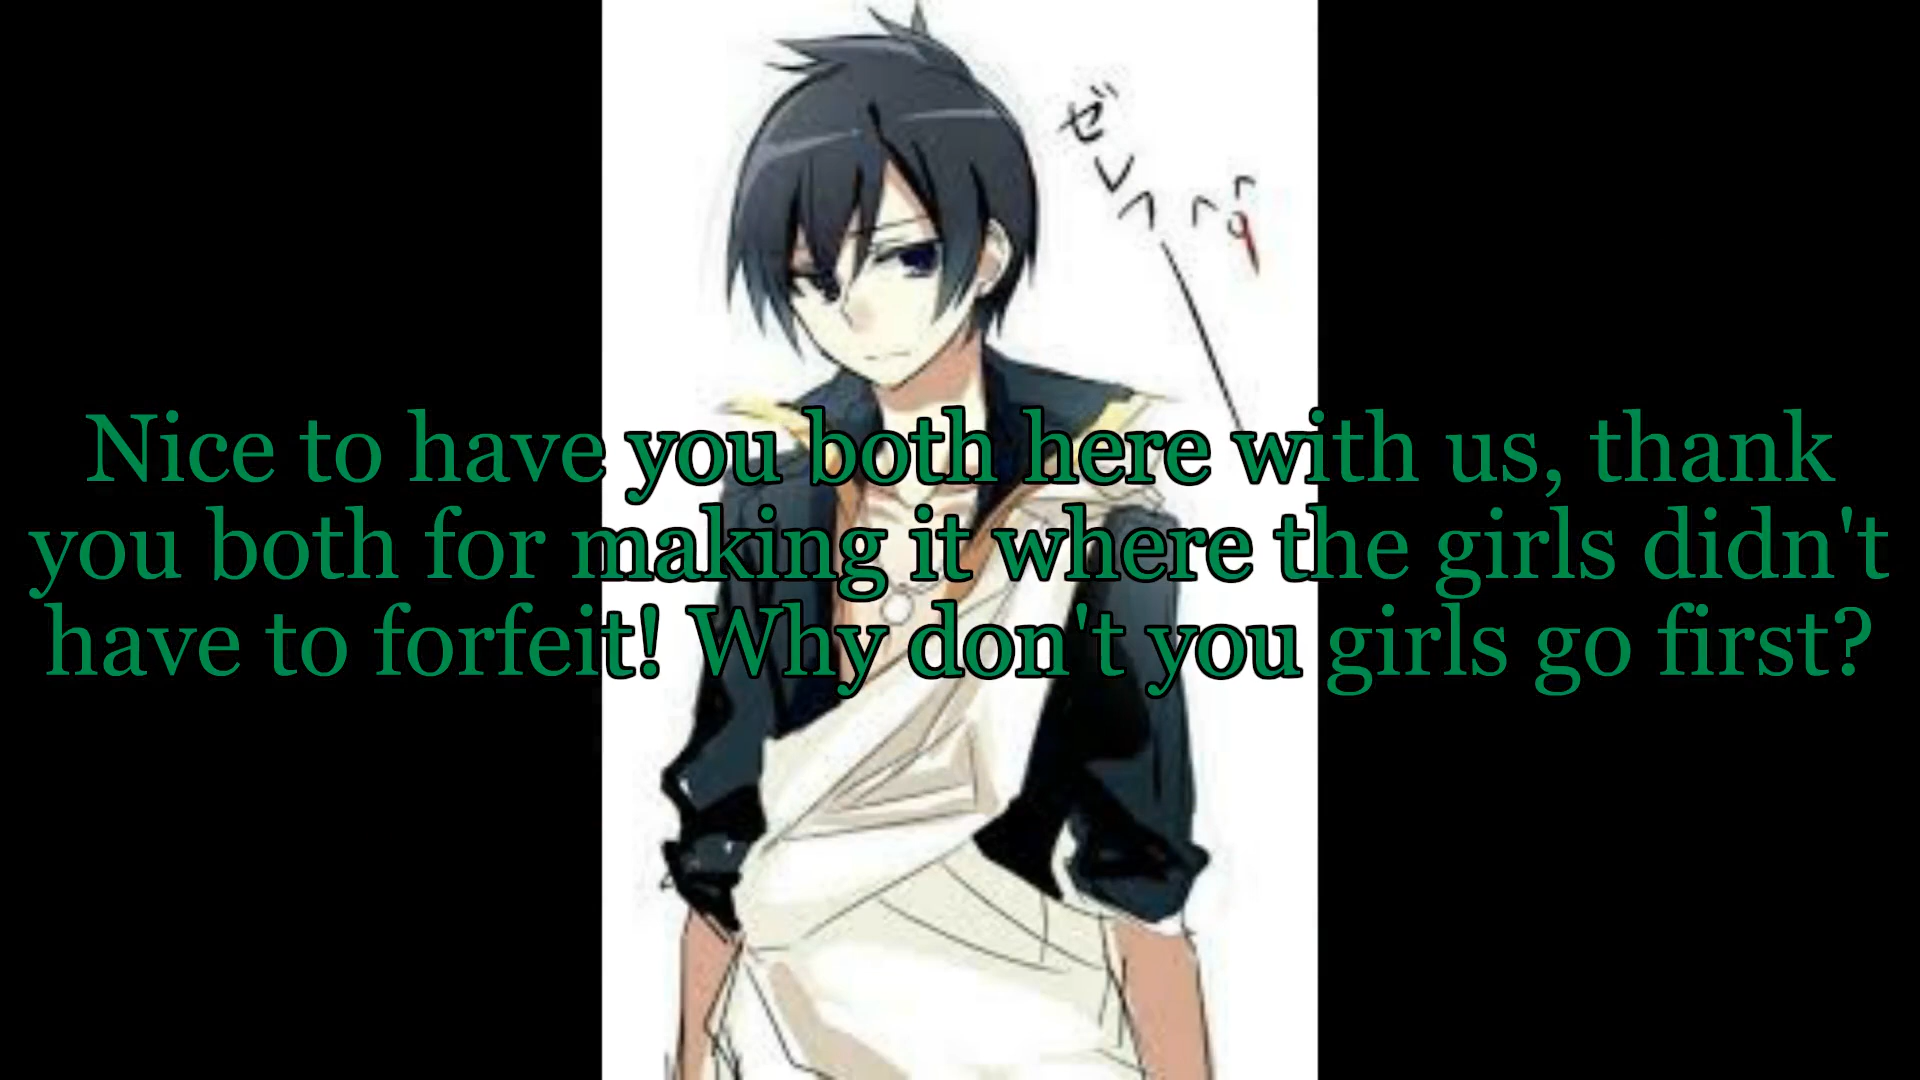 Nice to have you both here with us, thank
you both for making it where the girls didn't
have to forfeit! Why don't you girls go first?
ゼレフ